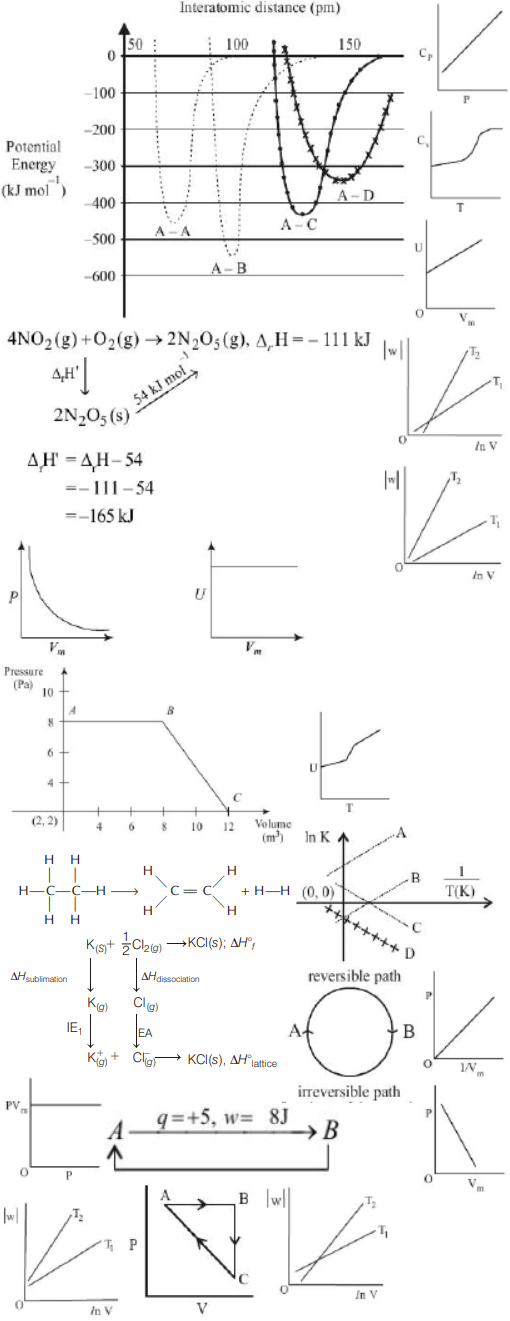 Interatomic distance (pm)
50 100 150
0
–100
–200
–300
–400
–500
–600
Potential
Energy
(kJ mol⁻¹)
A – A
A – B
A – C
A – D
C_P
P
C_v
T
U
O
V_m
4NO₂(g) + O₂(g) → 2N₂O₅(g), Δ_rH = – 111 kJ
Δ_rH'
54 kJ mol⁻¹
2N₂O₅(s)
Δ_rH' = Δ_rH – 54
= – 111 – 54
= –165 kJ
|w|
T₂
T₁
O
ln V
|w|
T₂
T₁
O
ln V
P
V_m
U
V_m
Pressure
(Pa)
10
8
6
4
A
B
C
(2, 2)
4 6 8 10 12
Volume
(m³)
U
T
ln K
A
B
C
D
(0, 0)
1
T(K)
H H H H
H–C–C–H → C=C + H–H
H H H H
K(S) + ½Cl₂(g) → KCl(s); ΔH°f
ΔH sublimation
ΔH dissociation
K(g) Cl(g)
IE₁ EA
K⁺(g) + Cl⁻(g) → KCl(s), ΔH°lattice
reversible path
A B
irreversible path
P
O
1/V_m
PV_m
O
P
A q=+5, w= 8J B
P
O
V_m
|w|
T₂
T₁
O
ln V
P
A
B
C
V
|w|
T₂
T₁
O
ln V